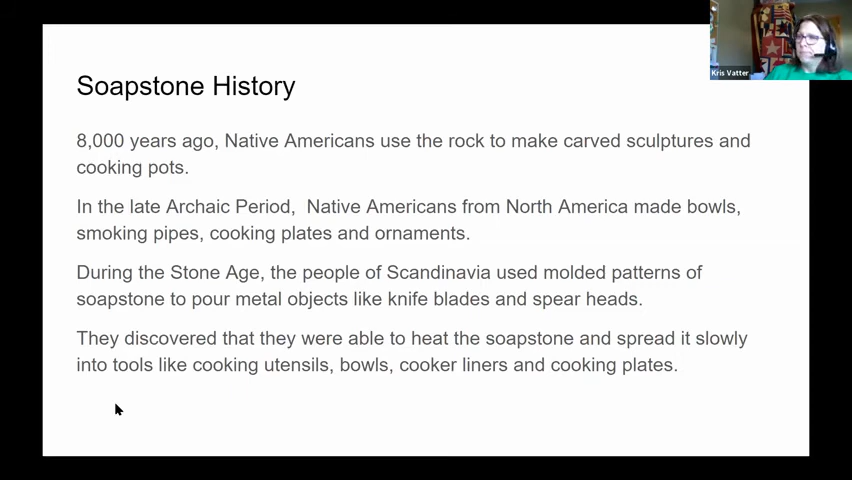 Kris Vatter
Soapstone History
8,000 years ago, Native Americans use the rock to make carved sculptures and
cooking pots.
In the late Archaic Period,  Native Americans from North America made bowls,
smoking pipes, cooking plates and ornaments.
During the Stone Age, the people of Scandinavia used molded patterns of
soapstone to pour metal objects like knife blades and spear heads.
They discovered that they were able to heat the soapstone and spread it slowly
into tools like cooking utensils, bowls, cooker liners and cooking plates.